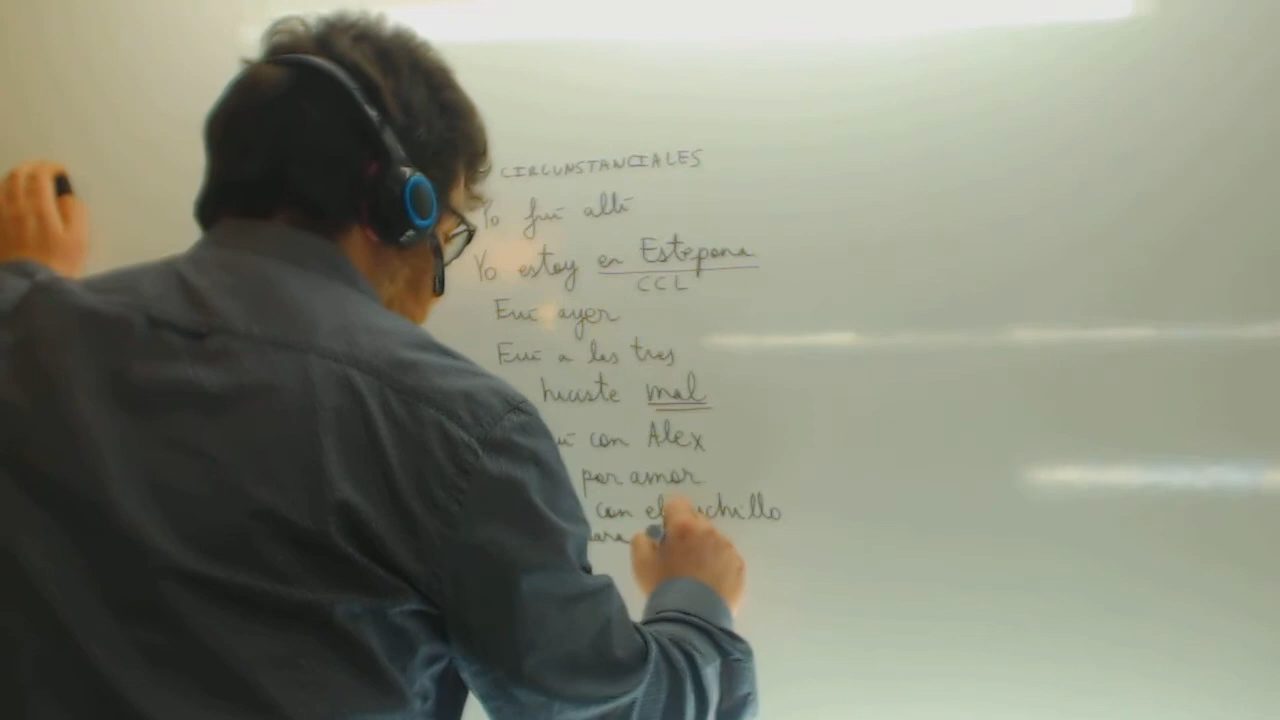 CIRCUNSTANCIALES
Yo fui allí
Yo estoy en Estepona
CCL
Fui ayer
Fui a las tres
hiciste mal
con Alex
por amor
con el